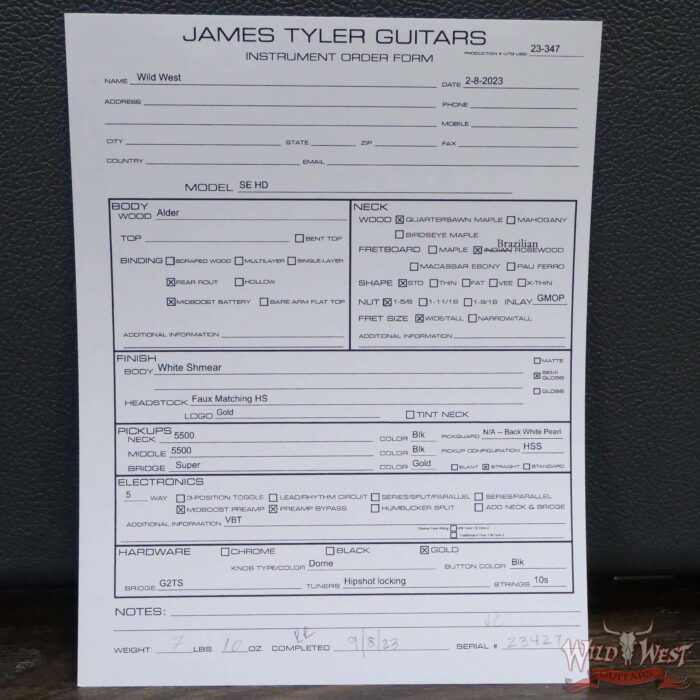 JAMES TYLER GUITARS
INSTRUMENT ORDER FORM
PRODUCTION # (JTG USE) 23-347
NAME Wild West DATE 2-8-2023
ADDRESS PHONE
MOBILE
CITY STATE ZIP FAX
COUNTRY EMAIL
MODEL SE HD
BODY
WOOD Alder
TOP BENT TOP
BINDING SCRAPED WOOD MULTILAYER SINGLE-LAYER
REAR ROUT HOLLOW
MIDBOOST BATTERY BARE-ARM FLAT TOP
ADDITIONAL INFORMATION
NECK
WOOD QUARTERSAWN MAPLE MAHOGANY
BIRDSEYE MAPLE
Brazilian
FRETBOARD MAPLE INDIAN ROSEWOOD
MACASSAR EBONY PAU FERRO
SHAPE STD THIN FAT VEE X-THIN
NUT 1-5/8 1-11/16 1-9/16 INLAY GMOP
FRET SIZE WIDE/TALL NARROW/TALL
ADDITIONAL INFORMATION
FINISH
BODY White Shmear
MATTE
SEMI GLOSS
GLOSS
HEADSTOCK Faux Matching HS
LOGO Gold TINT NECK
PICKUPS
NECK 5500 COLOR Blk PICKGUARD N/A -- Back White Pearl
MIDDLE 5500 COLOR Blk PICKUP CONFIGURATION HSS
BRIDGE Super COLOR Gold SLANT STRAIGHT STANDARD
ELECTRONICS
5 WAY 3-POSITION TOGGLE LEAD/RHYTHM CIRCUIT SERIES/SPLIT/PARALLEL SERIES/PARALLEL
MIDBOOST PREAMP PREAMP BYPASS HUMBUCKER SPLIT ADD NECK & BRIDGE
ADDITIONAL INFORMATION VBT
HARDWARE CHROME BLACK GOLD
KNOB TYPE/COLOR Dome BUTTON COLOR Blk
BRIDGE G2TS TUNERS Hipshot locking STRINGS 10s
NOTES:
WEIGHT: 7 LBS. 10 OZ. COMPLETED 9/8/23 SERIAL # 23427
WILD WEST
GUITARS